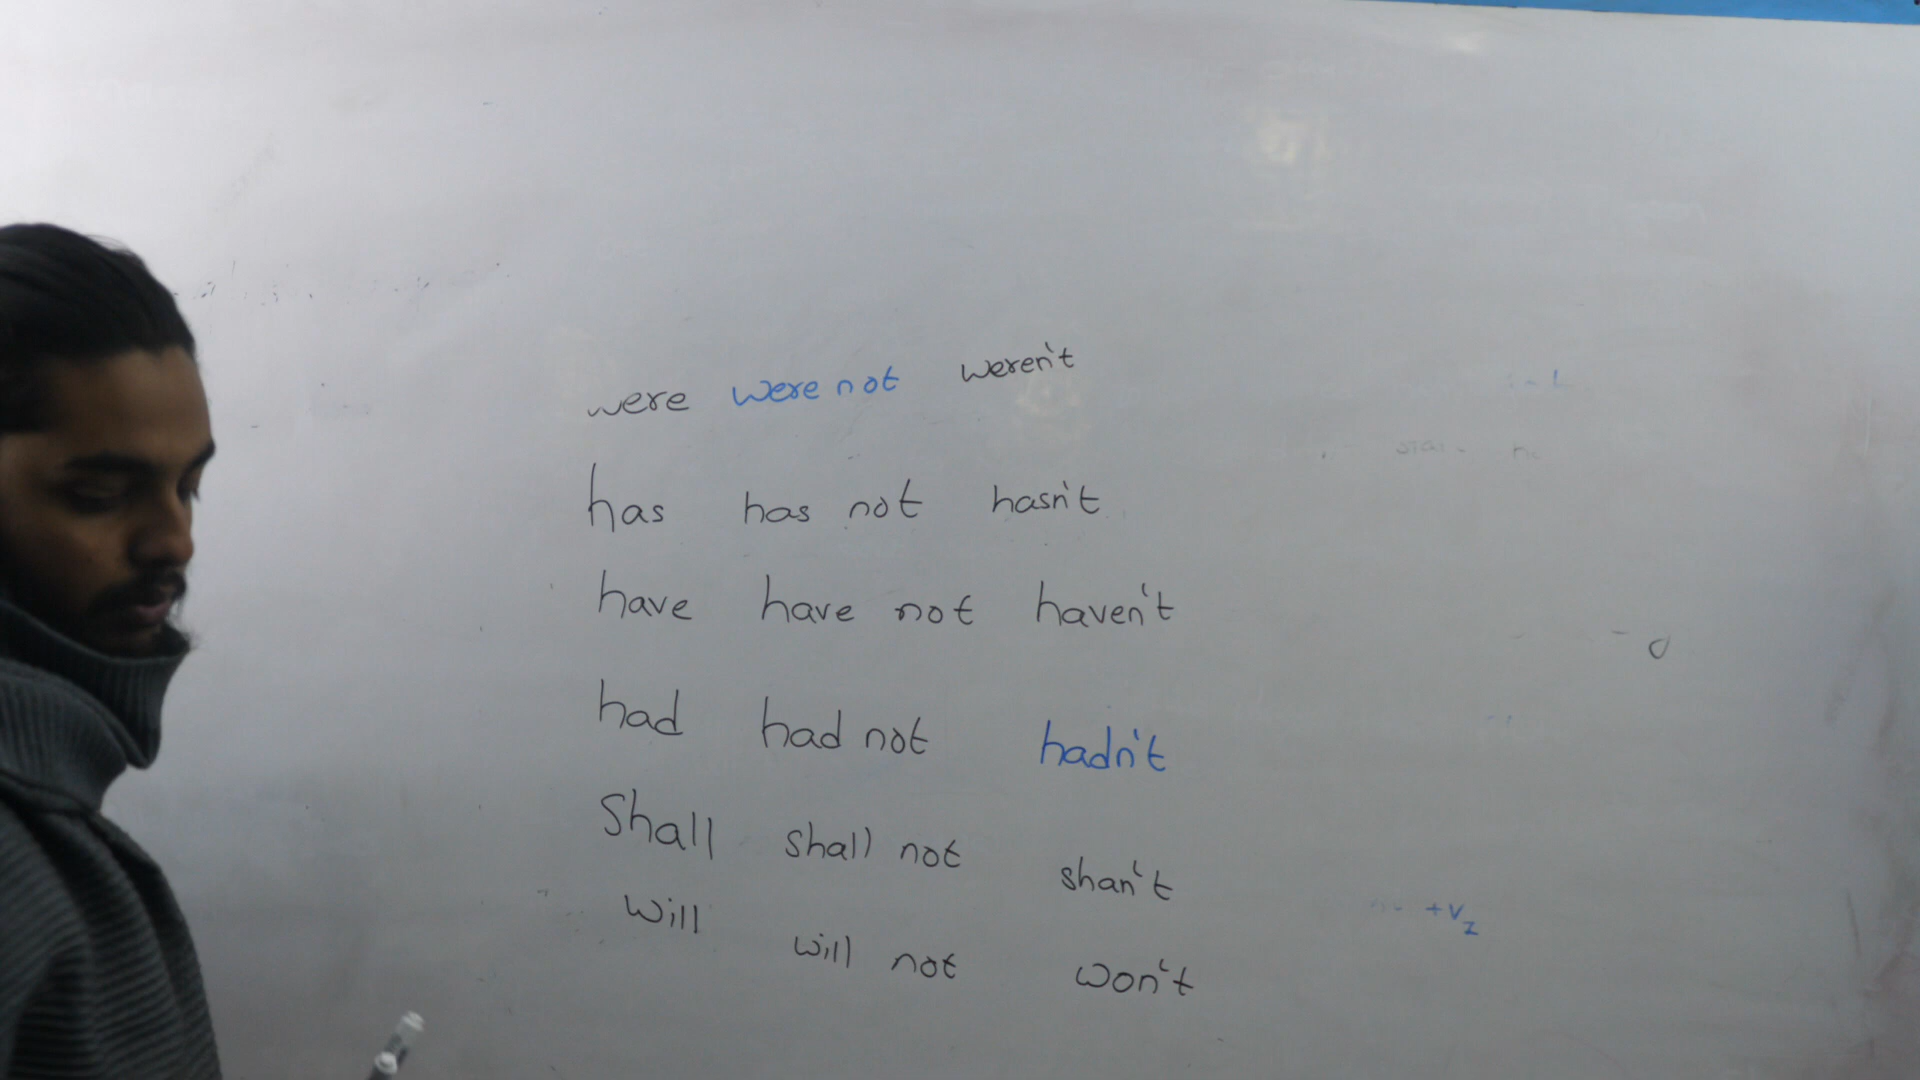 were were not weren't
has has not hasn't
have have not haven't
had had not hadn't
Shall shall not shan't
will will not won't
+V